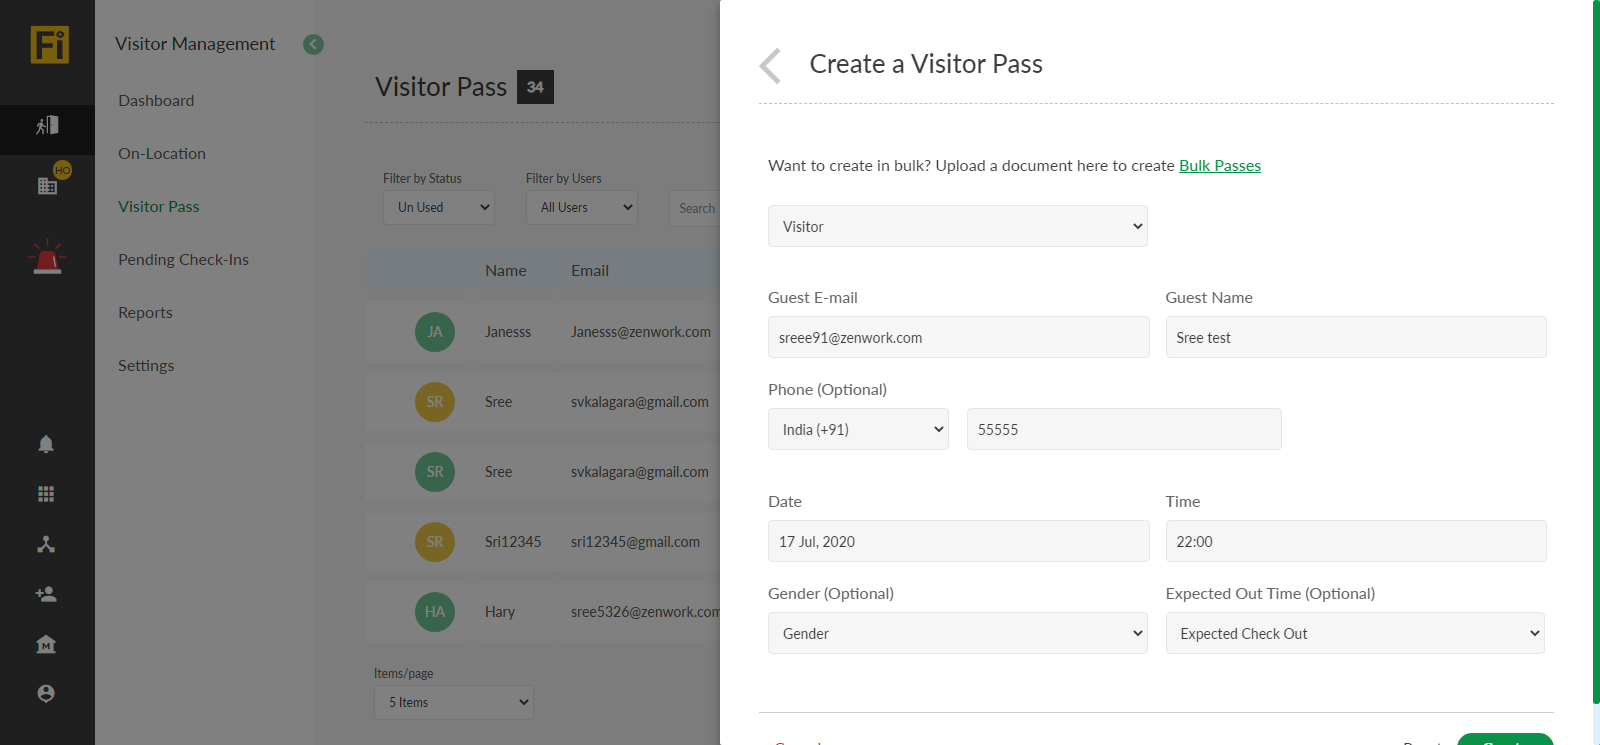 Fi
Visitor Management
HO
Dashboard
On-Location
Visitor Pass
Pending Check-Ins
Reports
Settings
M
Visitor Pass 34
Filter by Status
Filter by Users
Un Used
All Users
Search
Name
Email
JA Janesss Janesss@zenwork.com
SR Sree svkalagara@gmail.com
SR Sree svkalagara@gmail.com
SR Sri12345 sri12345@gmail.com
HA Hary sree5326@zenwork.com
Items/page
5 Items
Create a Visitor Pass
Want to create in bulk? Upload a document here to create Bulk Passes
Visitor
Guest E-mail
Guest Name
sreee91@zenwork.com
Sree test
Phone (Optional)
India (+91)
55555
Date
Time
17 Jul, 2020
22:00
Gender (Optional)
Expected Out Time (Optional)
Gender
Expected Check Out